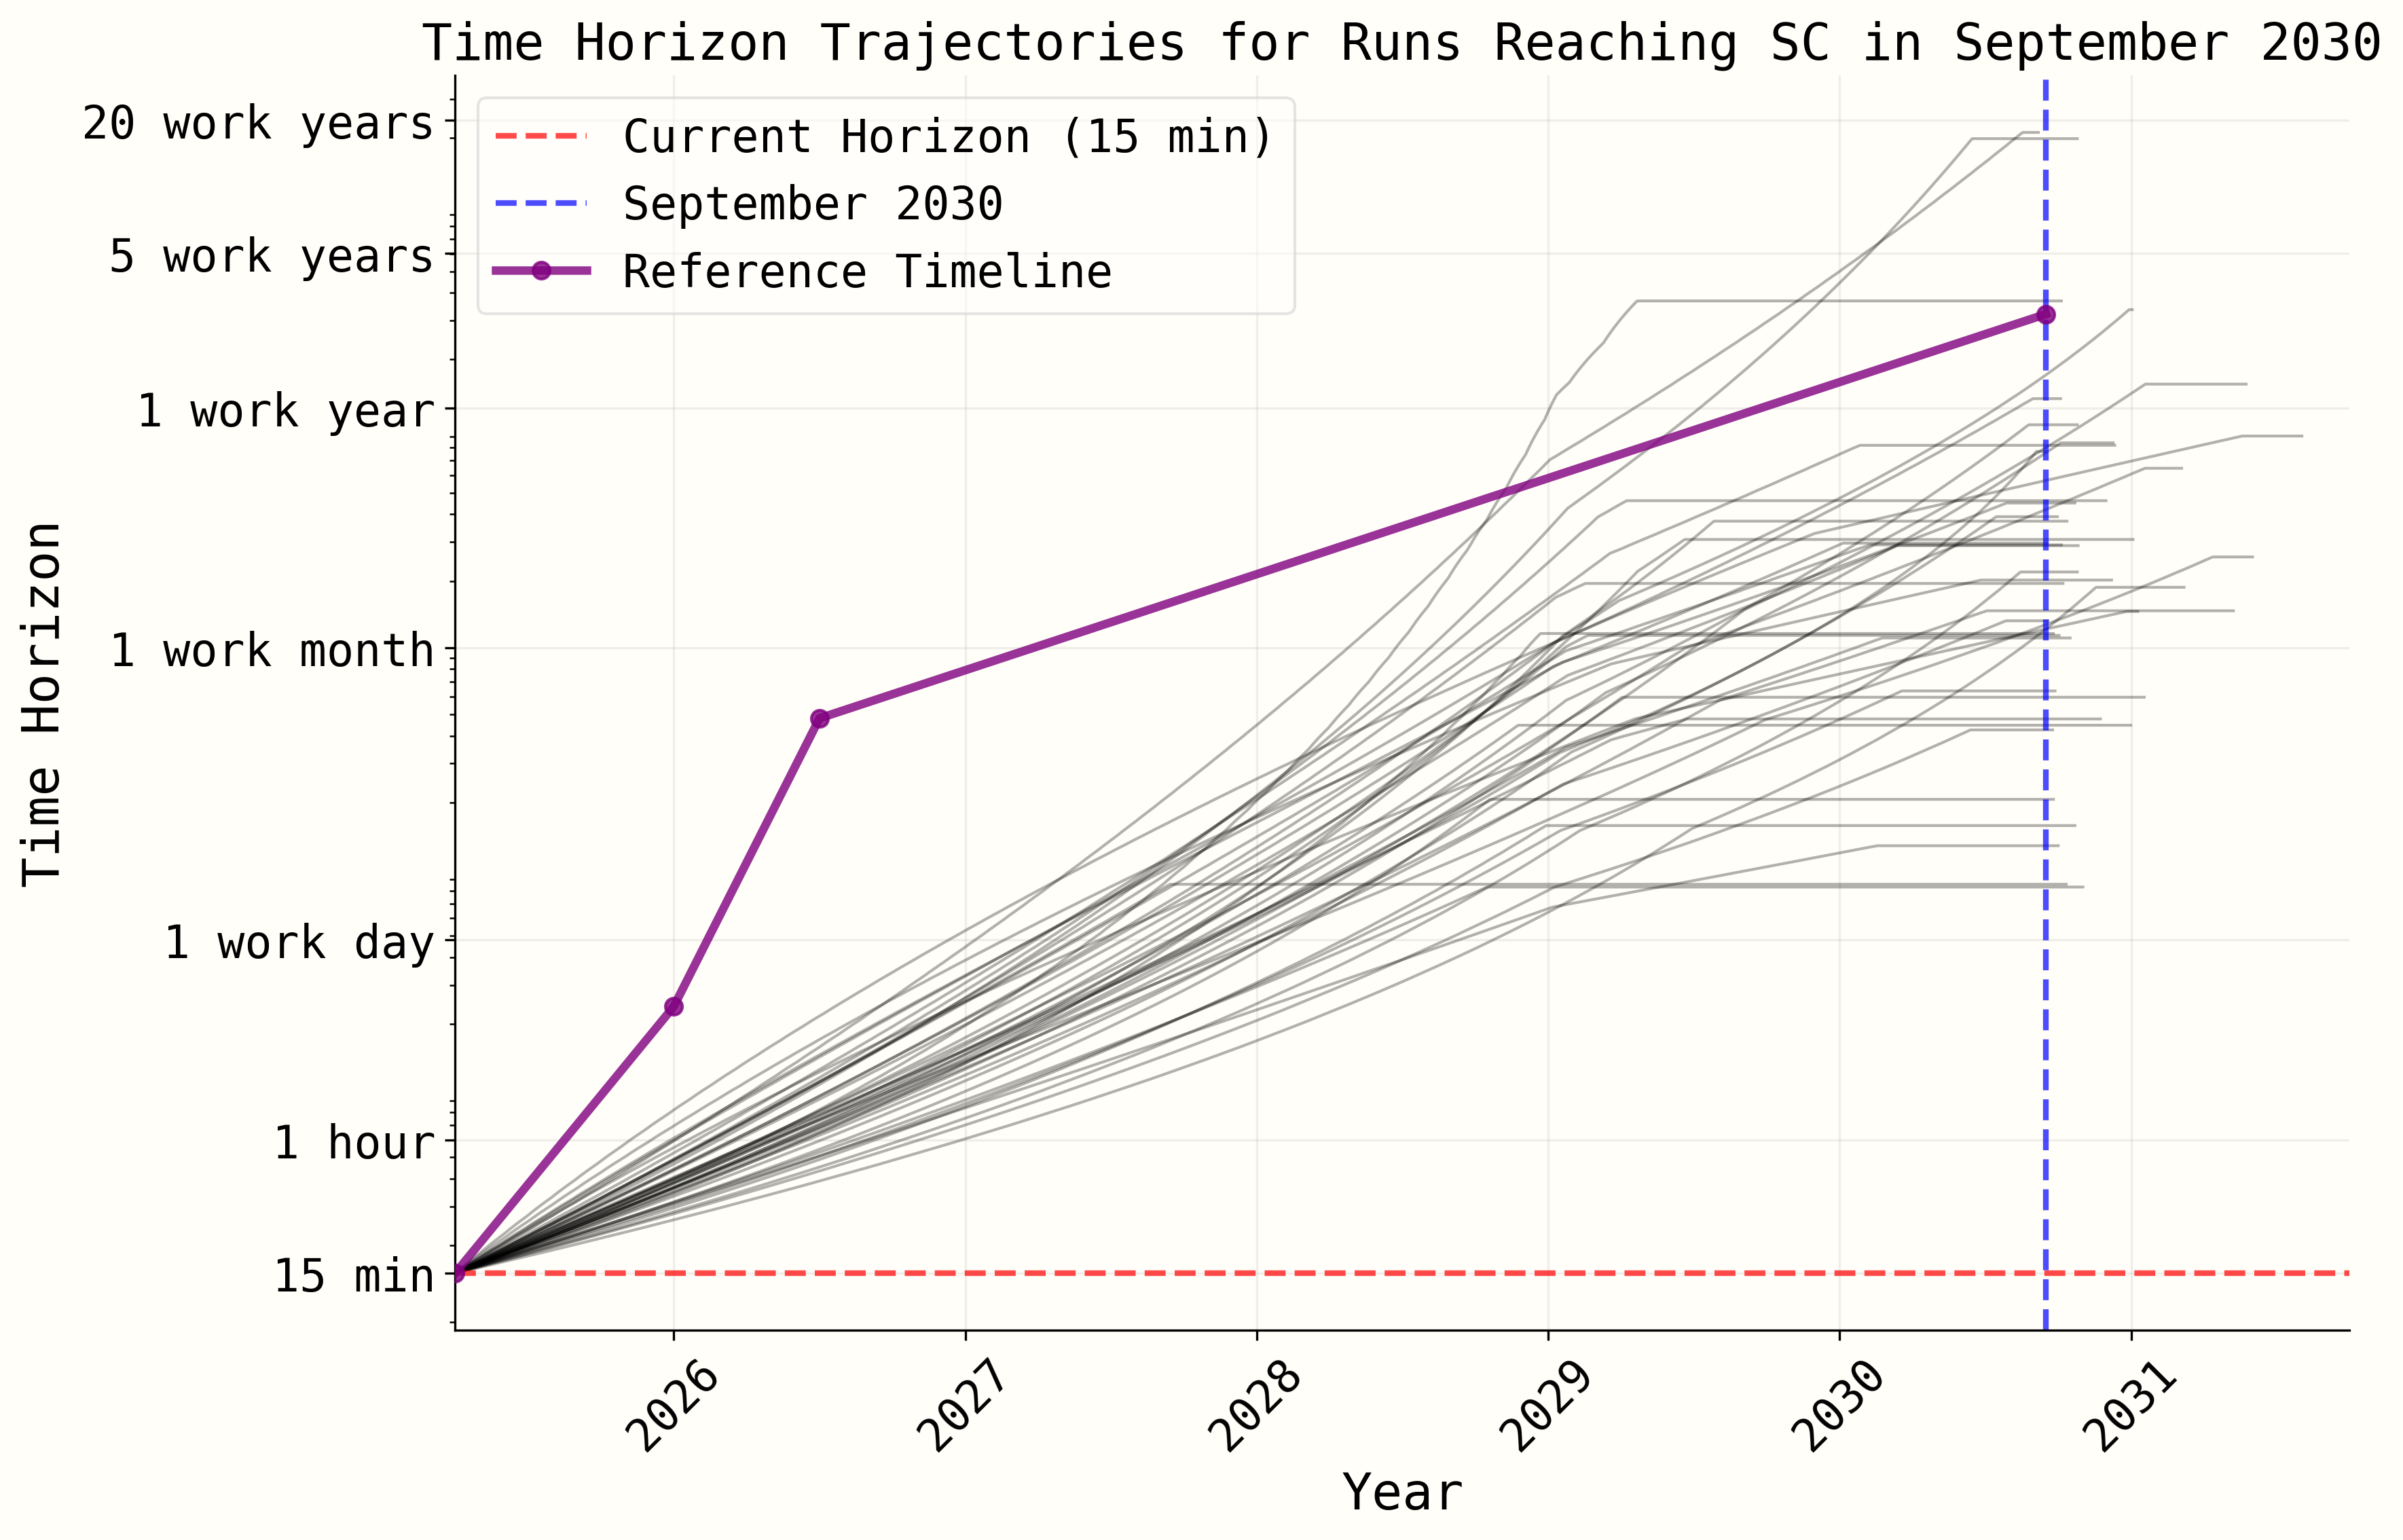 Time Horizon Trajectories for Runs Reaching SC in September 2030
Current Horizon (15 min)
September 2030
Reference Timeline
20 work years
5 work years
1 work year
1 work month
1 work day
1 hour
15 min
Time Horizon
2026
2027
2028
2029
2030
2031
Year